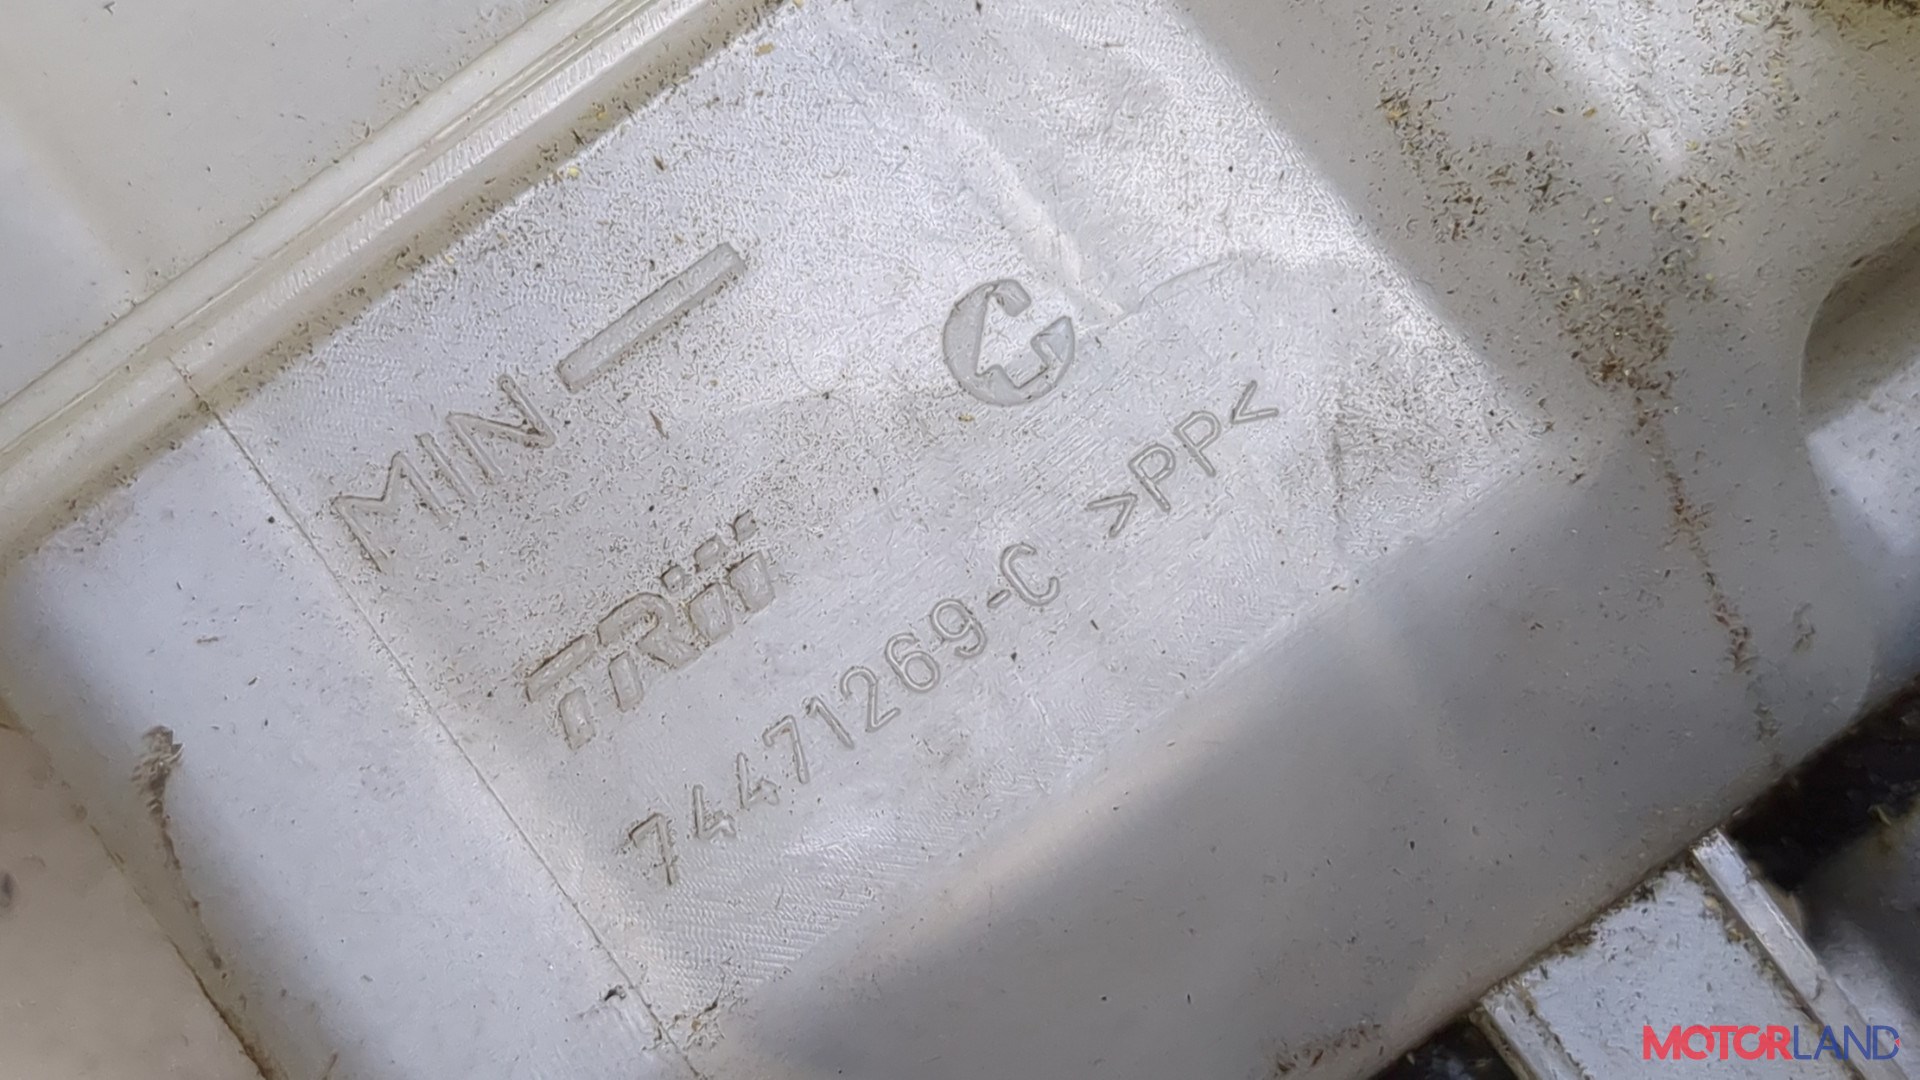 MIN
TRW
74471269-C >PP<
MOTORLAND